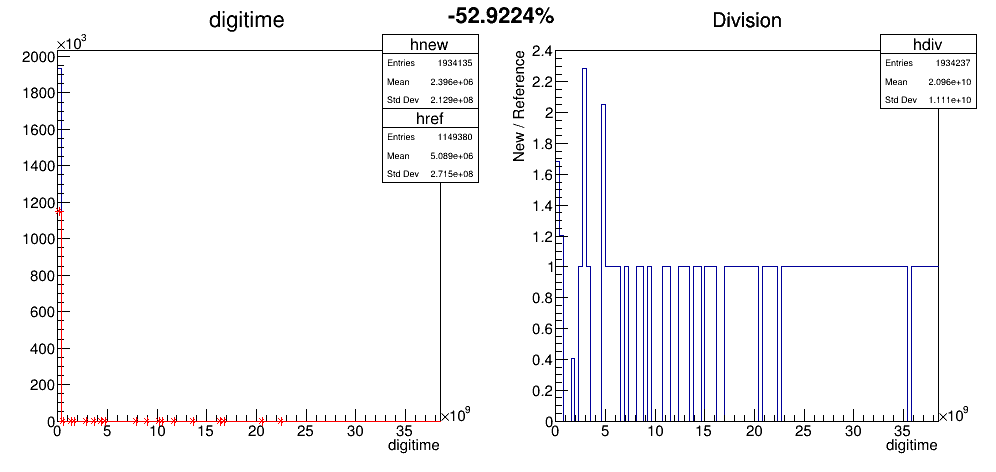 -52.9224%
digitime
×10³
hnew
Entries 1934135
Mean 2.396e+06
Std Dev 2.129e+08
href
Entries 1149380
Mean 5.089e+06
Std Dev 2.715e+08
2000
1800
1600
1400
1200
1000
800
600
400
200
0
0 5 10 15 20 25 30 35 ×10⁹
digitime
Division
hdiv
Entries 1934237
Mean 2.096e+10
Std Dev 1.111e+10
New / Reference
2.4
2.2
2
1.8
1.6
1.4
1.2
1
0.8
0.6
0.4
0.2
0
0 5 10 15 20 25 30 35 ×10⁹
digitime